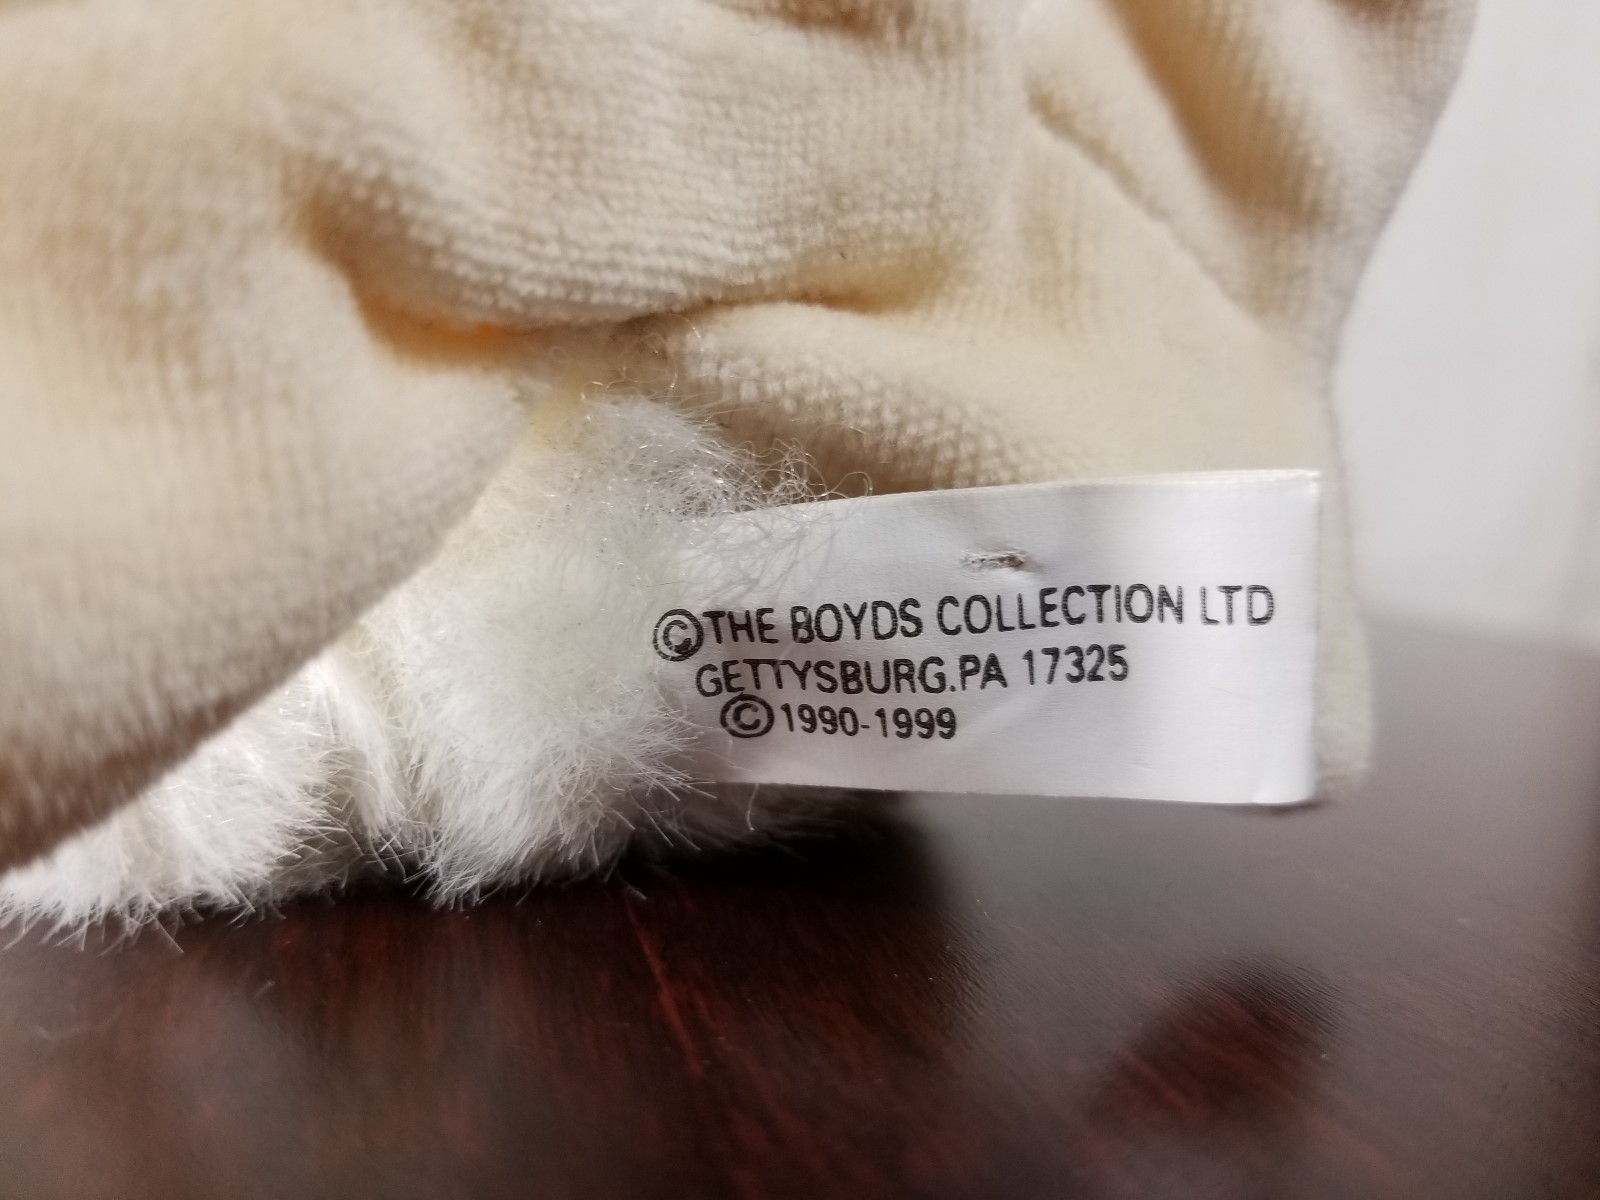 ©THE BOYDS COLLECTION LTD
GETTYSBURG.PA 17325
©1990-1999